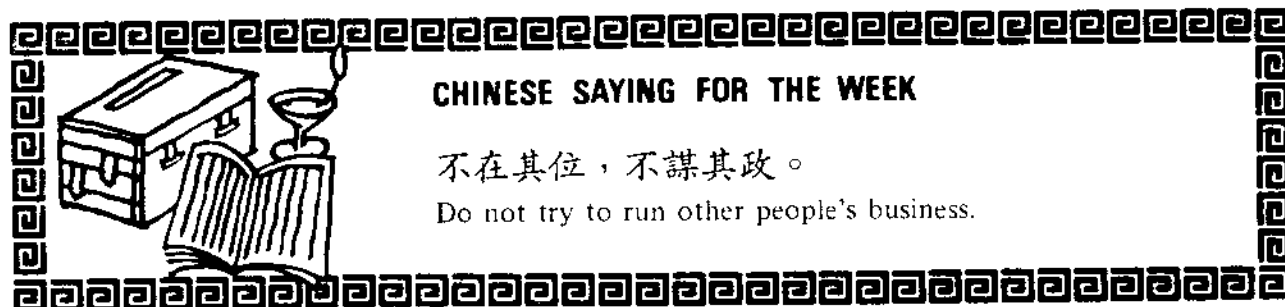 CHINESE SAYING FOR THE WEEK
不在其位，不謀其政。
Do not try to run other people's business.